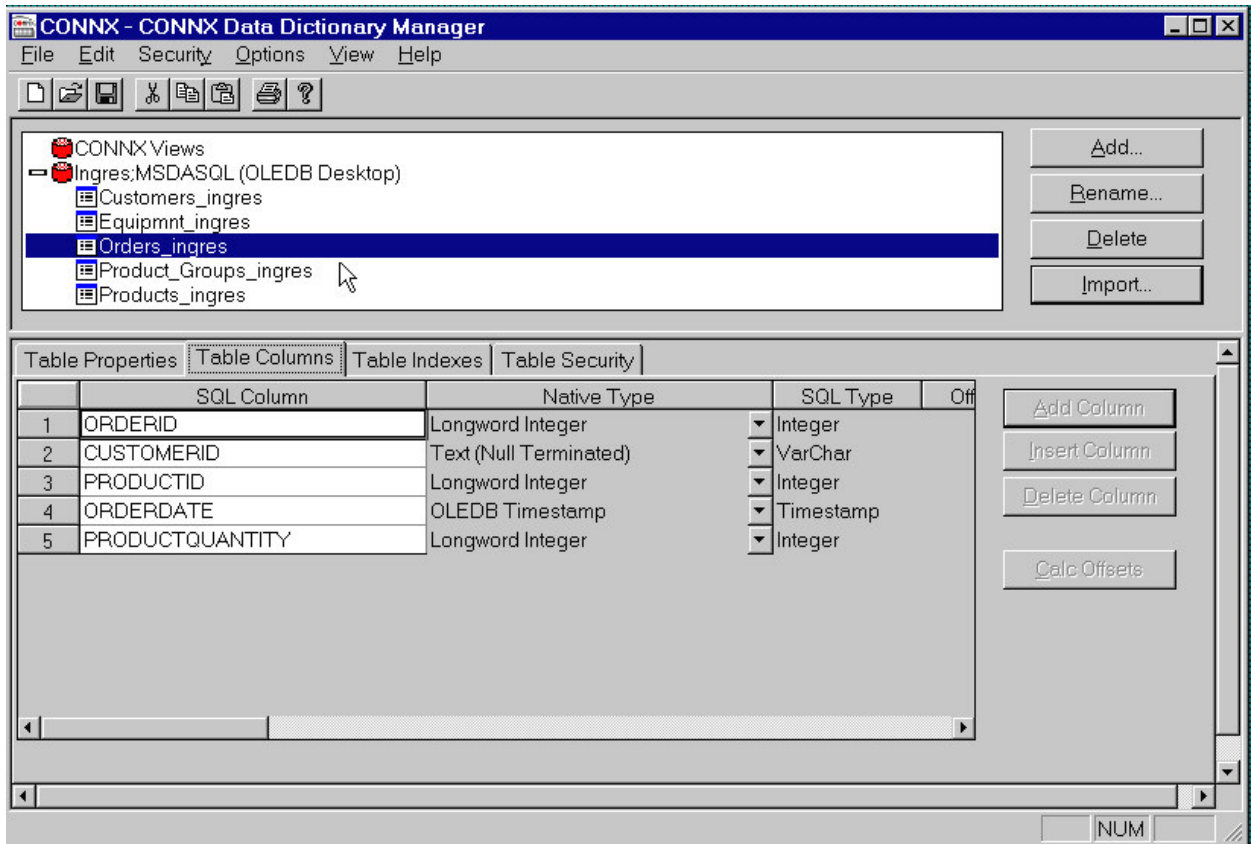 CONNX - CONNX Data Dictionary Manager
File Edit Security Options View Help
CONNX Views
Ingres;MSDASQL (OLEDB Desktop)
Customers_ingres
Equipmnt_ingres
Orders_ingres
Product_Groups_ingres
Products_ingres
Add...
Rename...
Delete
Import...
Table Properties Table Columns Table Indexes Table Security
SQL Column Native Type SQL Type Off
1 ORDERID Longword Integer Integer
2 CUSTOMERID Text (Null Terminated) VarChar
3 PRODUCTID Longword Integer Integer
4 ORDERDATE OLEDB Timestamp Timestamp
5 PRODUCTQUANTITY Longword Integer Integer
Add Column
Insert Column
Delete Column
Calc Offsets
NUM